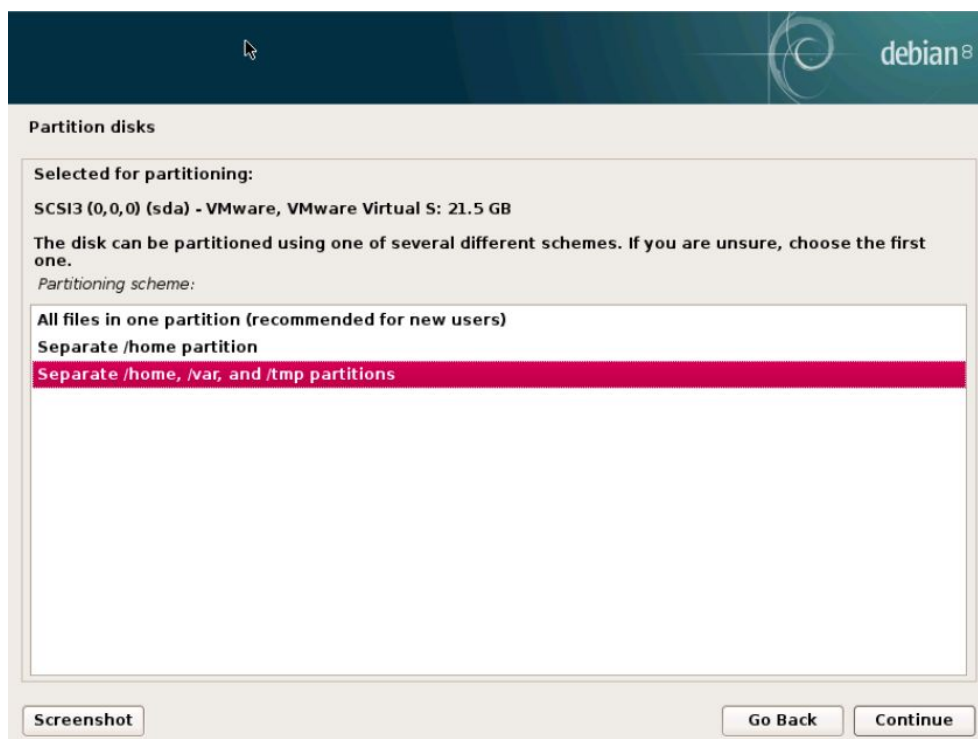 debian 8
Partition disks
Selected for partitioning:
SCSI3 (0,0,0) (sda) - VMware, VMware Virtual S: 21.5 GB
The disk can be partitioned using one of several different schemes. If you are unsure, choose the first
one.
Partitioning scheme:
All files in one partition (recommended for new users)
Separate /home partition
Separate /home, /var, and /tmp partitions
Screenshot
Go Back
Continue